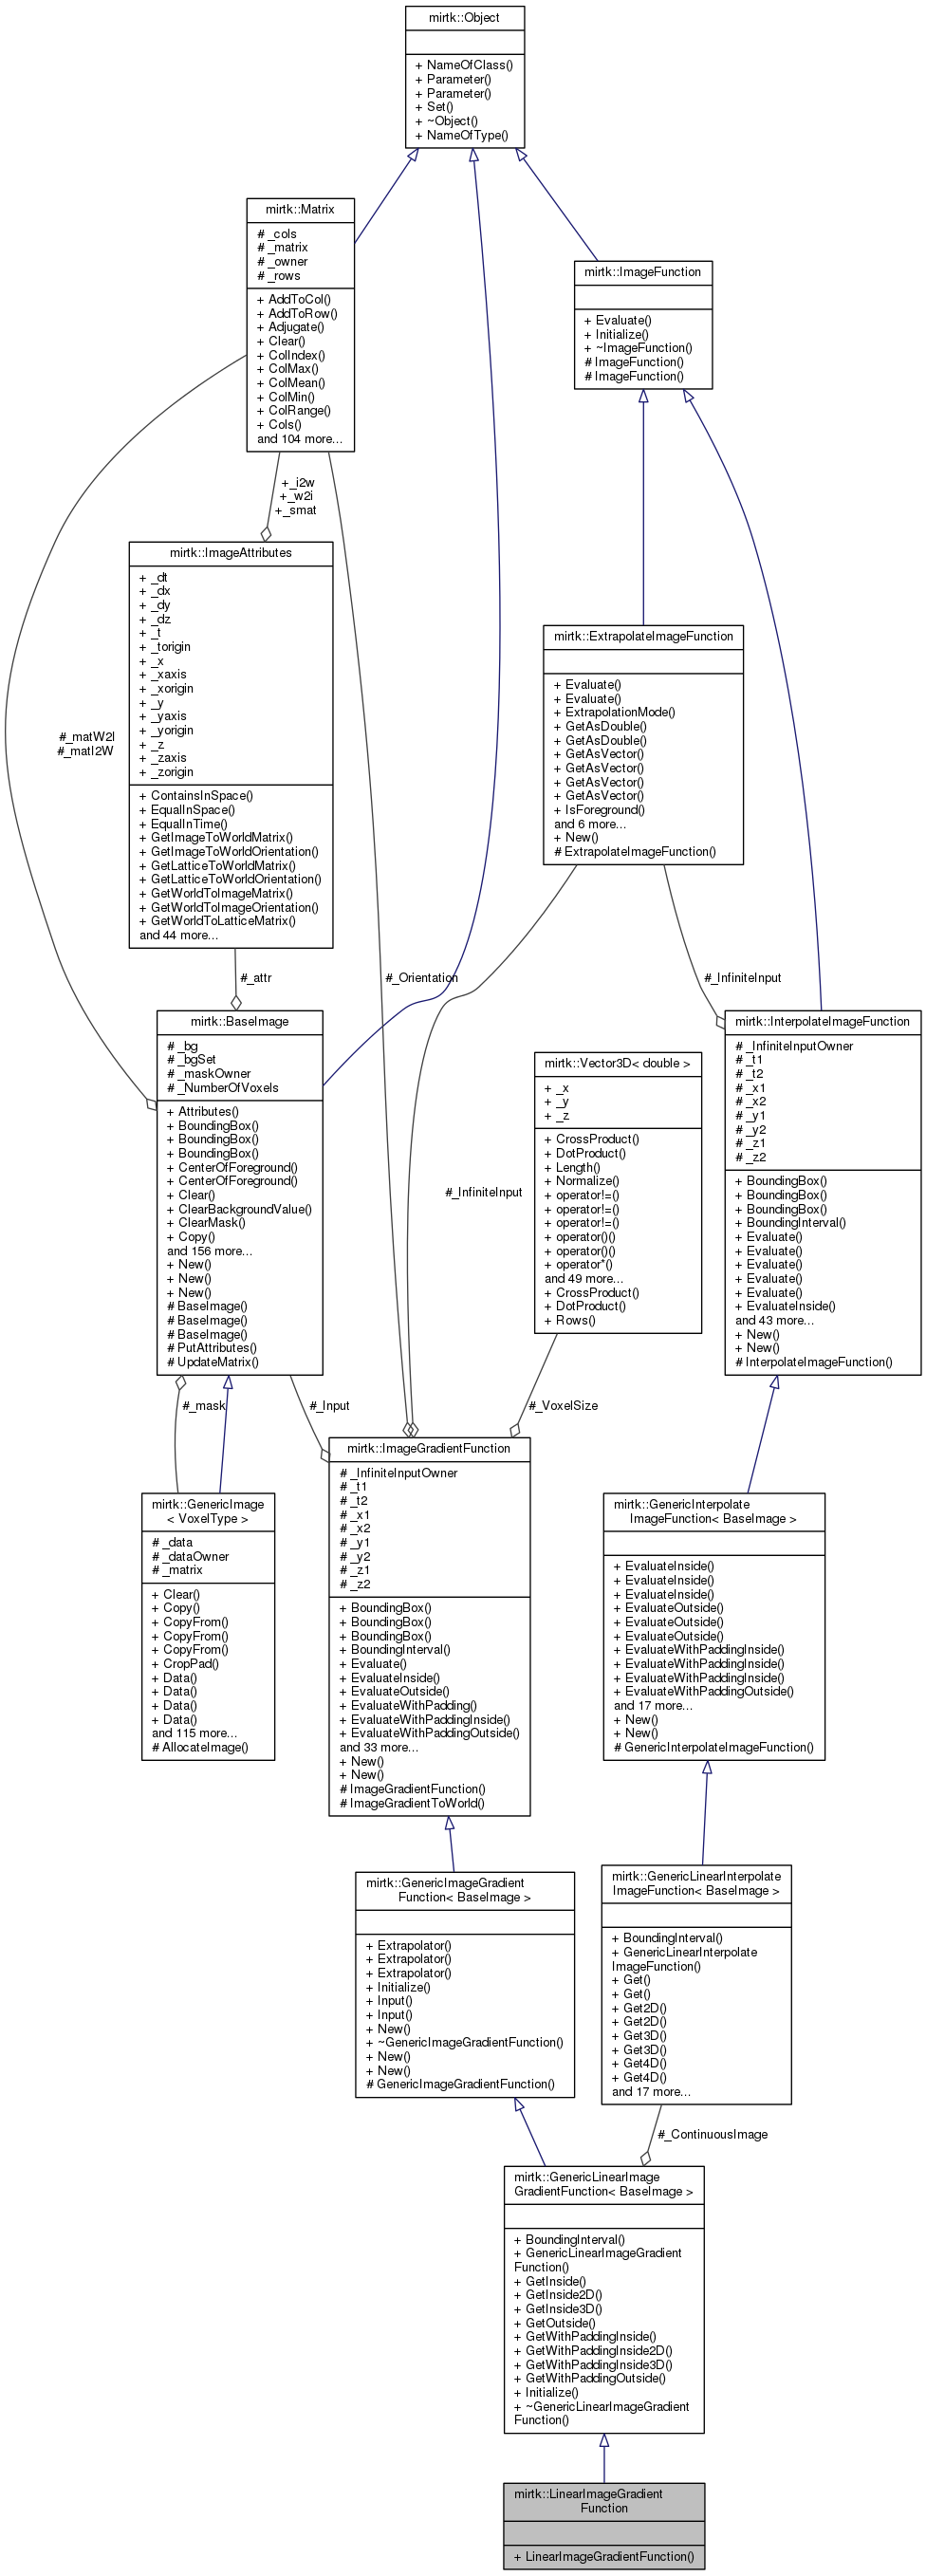 mirtk::Object
+ NameOfClass()
+ Parameter()
+ Parameter()
+ Set()
+ ~Object()
+ NameOfType()
mirtk::Matrix
# _cols
# _matrix
# _owner
# _rows
+ AddToCol()
+ AddToRow()
+ Adjugate()
+ Clear()
+ ColIndex()
+ ColMax()
+ ColMean()
+ ColMin()
+ ColRange()
+ Cols()
and 104 more...
mirtk::ImageFunction
+ Evaluate()
+ Initialize()
+ ~ImageFunction()
# ImageFunction()
# ImageFunction()
+_i2w
+_w2i
+_smat
mirtk::ImageAttributes
+ _dt
+ _dx
+ _dy
+ _dz
+ _t
+ _torigin
+ _x
+ _xaxis
+ _xorigin
+ _y
+ _yaxis
+ _yorigin
+ _z
+ _zaxis
+ _zorigin
+ ContainsInSpace()
+ EqualInSpace()
+ EqualInTime()
+ GetImageToWorldMatrix()
+ GetImageToWorldOrientation()
+ GetLatticeToWorldMatrix()
+ GetLatticeToWorldOrientation()
+ GetWorldToImageMatrix()
+ GetWorldToImageOrientation()
+ GetWorldToLatticeMatrix()
and 44 more...
#_matW2I
#_matI2W
mirtk::ExtrapolateImageFunction
+ Evaluate()
+ Evaluate()
+ ExtrapolationMode()
+ GetAsDouble()
+ GetAsDouble()
+ GetAsVector()
+ GetAsVector()
+ GetAsVector()
+ GetAsVector()
+ IsForeground()
and 6 more...
+ New()
# ExtrapolateImageFunction()
#_attr
#_Orientation
#_InfiniteInput
mirtk::BaseImage
# _bg
# _bgSet
# _maskOwner
# _NumberOfVoxels
+ Attributes()
+ BoundingBox()
+ BoundingBox()
+ BoundingBox()
+ CenterOfForeground()
+ CenterOfForeground()
+ Clear()
+ ClearBackgroundValue()
+ ClearMask()
+ Copy()
and 156 more...
+ New()
+ New()
+ New()
# BaseImage()
# BaseImage()
# BaseImage()
# PutAttributes()
# UpdateMatrix()
mirtk::Vector3D< double >
+ _x
+ _y
+ _z
+ CrossProduct()
+ DotProduct()
+ Length()
+ Normalize()
+ operator!=()
+ operator!=()
+ operator!=()
+ operator()()
+ operator()()
+ operator*()
and 49 more...
+ CrossProduct()
+ DotProduct()
+ Rows()
mirtk::InterpolateImageFunction
# _InfiniteInputOwner
# _t1
# _t2
# _x1
# _x2
# _y1
# _y2
# _z1
# _z2
+ BoundingBox()
+ BoundingBox()
+ BoundingBox()
+ BoundingInterval()
+ Evaluate()
+ Evaluate()
+ Evaluate()
+ Evaluate()
+ Evaluate()
+ EvaluateInside()
and 43 more...
+ New()
+ New()
# InterpolateImageFunction()
#_InfiniteInput
#_mask
#_Input
#_VoxelSize
mirtk::GenericImage
< VoxelType >
# _data
# _dataOwner
# _matrix
+ Clear()
+ Copy()
+ CopyFrom()
+ CopyFrom()
+ CopyFrom()
+ CropPad()
+ Data()
+ Data()
+ Data()
+ Data()
and 115 more...
# AllocateImage()
mirtk::ImageGradientFunction
# _InfiniteInputOwner
# _t1
# _t2
# _x1
# _x2
# _y1
# _y2
# _z1
# _z2
+ BoundingBox()
+ BoundingBox()
+ BoundingBox()
+ BoundingInterval()
+ Evaluate()
+ EvaluateInside()
+ EvaluateOutside()
+ EvaluateWithPadding()
+ EvaluateWithPaddingInside()
+ EvaluateWithPaddingOutside()
and 33 more...
+ New()
+ New()
# ImageGradientFunction()
# ImageGradientToWorld()
mirtk::GenericInterpolate
ImageFunction< BaseImage >
+ EvaluateInside()
+ EvaluateInside()
+ EvaluateInside()
+ EvaluateOutside()
+ EvaluateOutside()
+ EvaluateOutside()
+ EvaluateWithPaddingInside()
+ EvaluateWithPaddingInside()
+ EvaluateWithPaddingInside()
+ EvaluateWithPaddingOutside()
and 17 more...
+ New()
+ New()
# GenericInterpolateImageFunction()
mirtk::GenericImageGradient
Function< BaseImage >
+ Extrapolator()
+ Extrapolator()
+ Extrapolator()
+ Initialize()
+ Input()
+ Input()
+ New()
+ ~GenericImageGradientFunction()
+ New()
+ New()
# GenericImageGradientFunction()
mirtk::GenericLinearInterpolate
ImageFunction< BaseImage >
+ BoundingInterval()
+ GenericLinearInterpolate
ImageFunction()
+ Get()
+ Get()
+ Get2D()
+ Get2D()
+ Get3D()
+ Get3D()
+ Get4D()
+ Get4D()
and 17 more...
#_ContinuousImage
mirtk::GenericLinearImage
GradientFunction< BaseImage >
+ BoundingInterval()
+ GenericLinearImageGradient
Function()
+ GetInside()
+ GetInside2D()
+ GetInside3D()
+ GetOutside()
+ GetWithPaddingInside()
+ GetWithPaddingInside2D()
+ GetWithPaddingInside3D()
+ GetWithPaddingOutside()
+ Initialize()
+ ~GenericLinearImageGradient
Function()
mirtk::LinearImageGradient
Function
+ LinearImageGradientFunction()